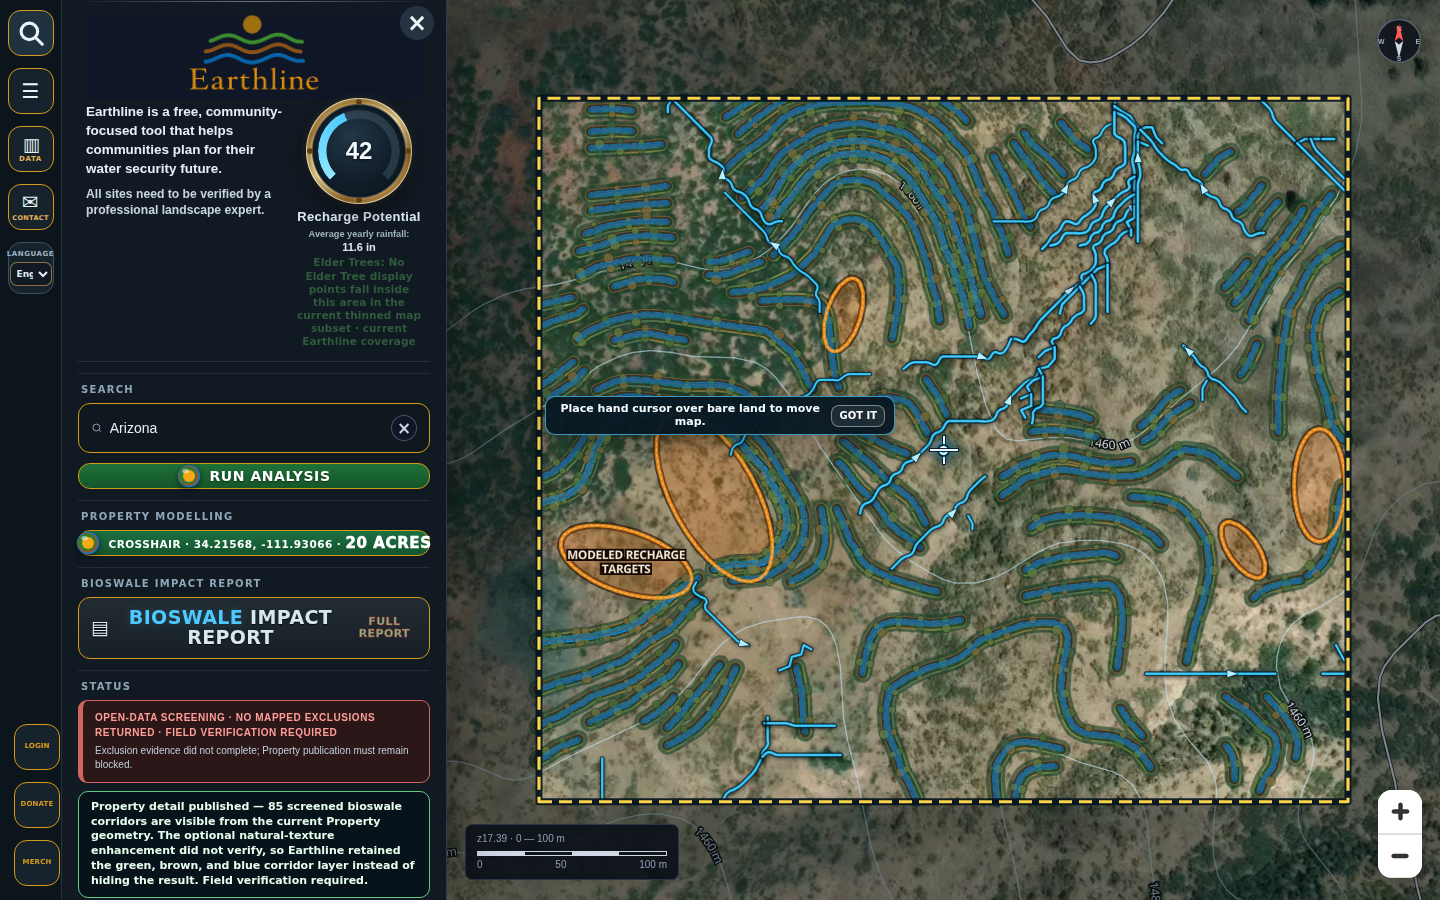 DATA
CONTACT
LANGUAGE
Eng
LOGIN
DONATE
MERCH
Earthline
Earthline is a free, community-
focused tool that helps
communities plan for their
water security future.
All sites need to be verified by a
professional landscape expert.
42
Recharge Potential
Average yearly rainfall:
11.6 in
Elder Trees: No
Elder Tree display
points fall inside
this area in the
current thinned map
subset · current
Earthline coverage
SEARCH
Arizona
RUN ANALYSIS
PROPERTY MODELLING
CROSSHAIR · 34.21568, -111.93066 · 20 ACRES
BIOSWALE IMPACT REPORT
BIOSWALE IMPACT
REPORT
FULL
REPORT
STATUS
OPEN-DATA SCREENING · NO MAPPED EXCLUSIONS
RETURNED · FIELD VERIFICATION REQUIRED
Exclusion evidence did not complete; Property publication must remain
blocked.
Property detail published — 85 screened bioswale
corridors are visible from the current Property
geometry. The optional natural-texture
enhancement did not verify, so Earthline retained
the green, brown, and blue corridor layer instead of
hiding the result. Field verification required.
W
E
S
Place hand cursor over bare land to move
map.
GOT IT
1460 m
MODELED RECHARGE
TARGETS
1460 m
1460 m
m
z17.39 · 0 — 100 m
0 50 100 m